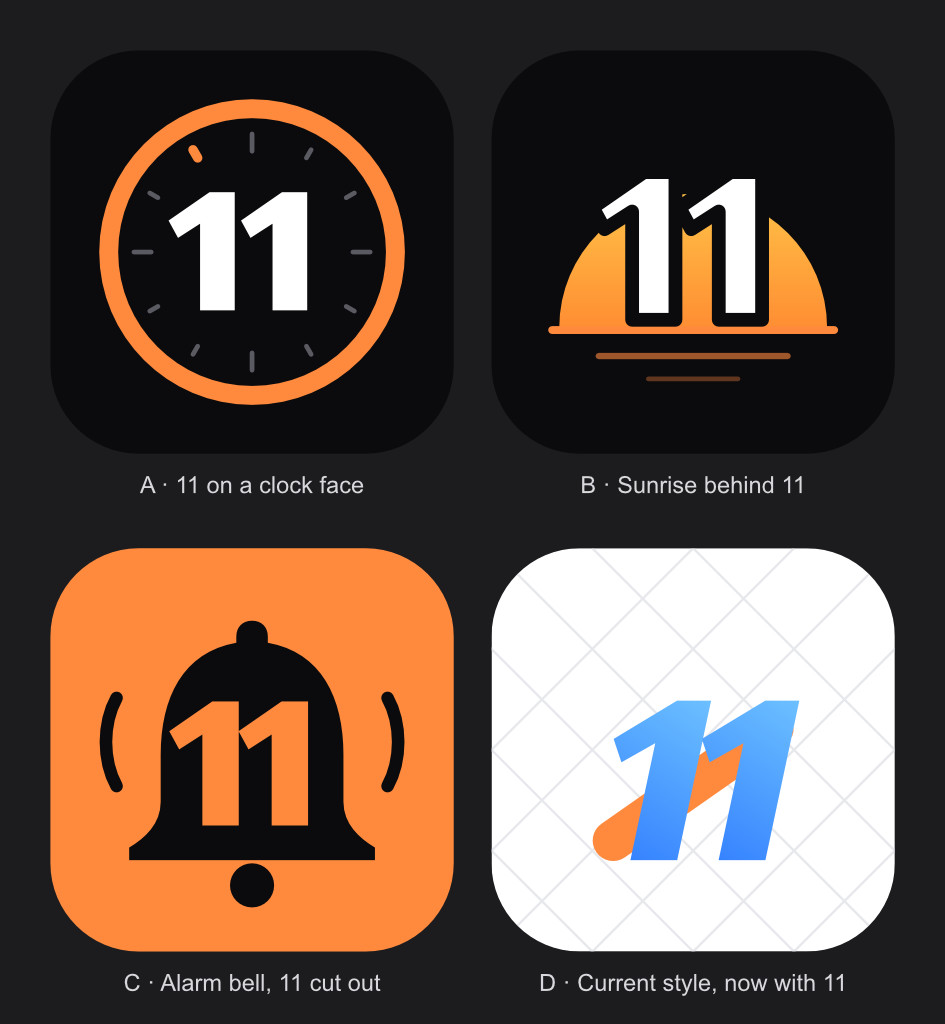 11
11
A · 11 on a clock face
B · Sunrise behind 11
11
11
C · Alarm bell, 11 cut out
D · Current style, now with 11